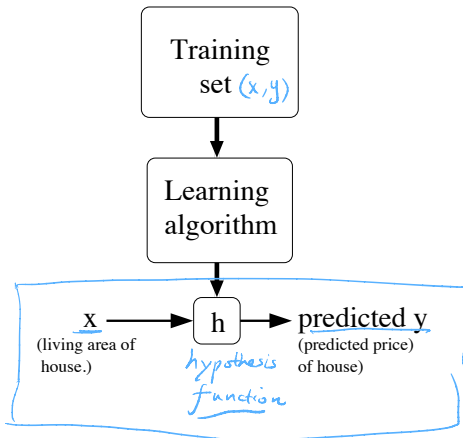 Training
set (x,y)
Learning
algorithm
x
h
predicted y
(living area of
house.)
(predicted price)
of house)
hypothesis
function